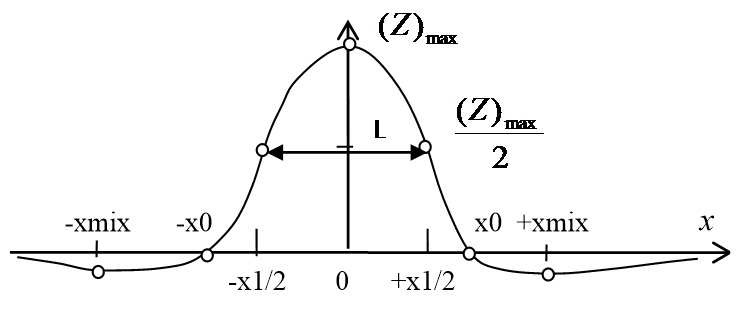 (Z)max
L
(Z)max
2
-xmix -x0 x0 +xmix x
-x1/2 0 +x1/2